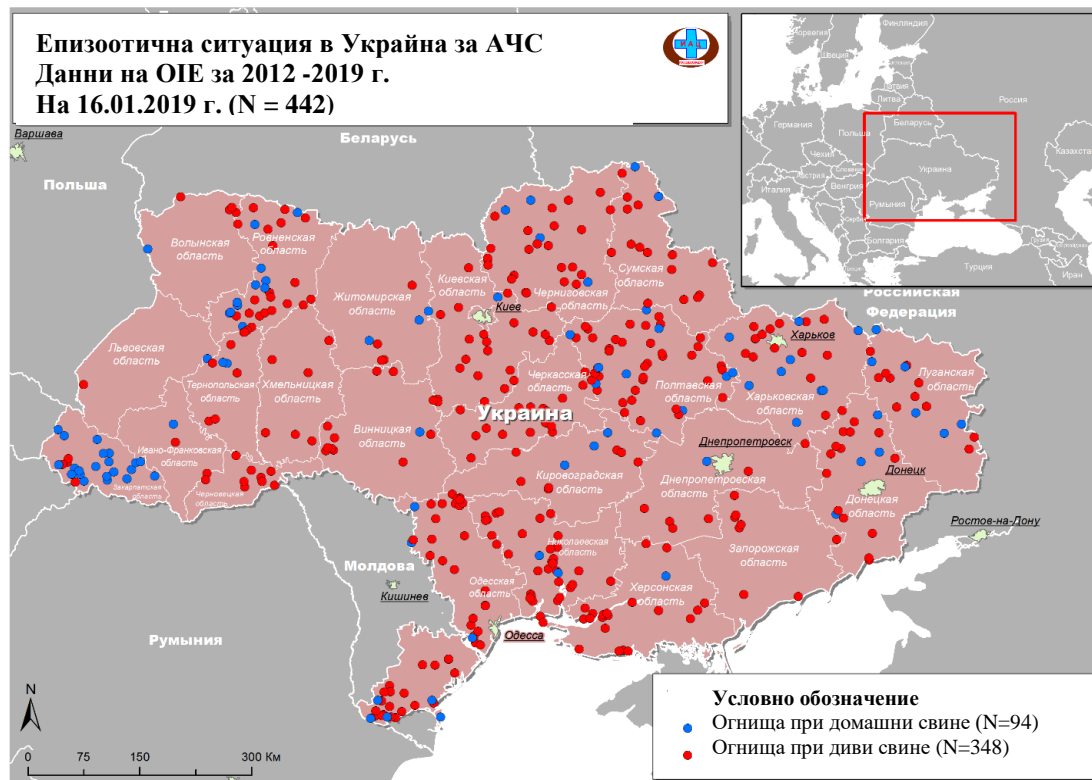 Епизоотична ситуация в Украйна за АЧС
Данни на OIE за 2012 -2019 г.
На 16.01.2019 г. (N = 442)
ИАЦ
Финляндия
Норвегия
Швеция
Латвия
Литва
Россия
Беларусь
Германия
Польша
Чехия
Украина
Казахста
Австрия
Венгрия
Италия
Румыния
Болгария
Турция
Иран
Варшава
Беларусь
Польша
Волынская
область
Ровненская
область
Житомирская
область
Киевская
область
Киев
Черниговская
область
Сумская
область
Российская
Федерация
Львовская
область
Тернопольская
область
Хмельницкая
область
Винницкая
область
Черкасская
область
Украина
Полтавская
область
Харьков
Харьковская
область
Луганская
область
Ивано-Франковская
область
Закарпатская
область
Черновецкая
область
Кировоградская
область
Днепропетровск
Днепропетровская
область
Донецк
Донецкая
область
Ростов-на-Дону
Запорожская
область
Николаевская
область
Херсонская
область
Одесская
область
Одесса
Молдова
Кишинев
Румыния
N
0 75 150 300 Км
Условно обозначение
Огнища при домашни свине (N=94)
Огнища при диви свине (N=348)